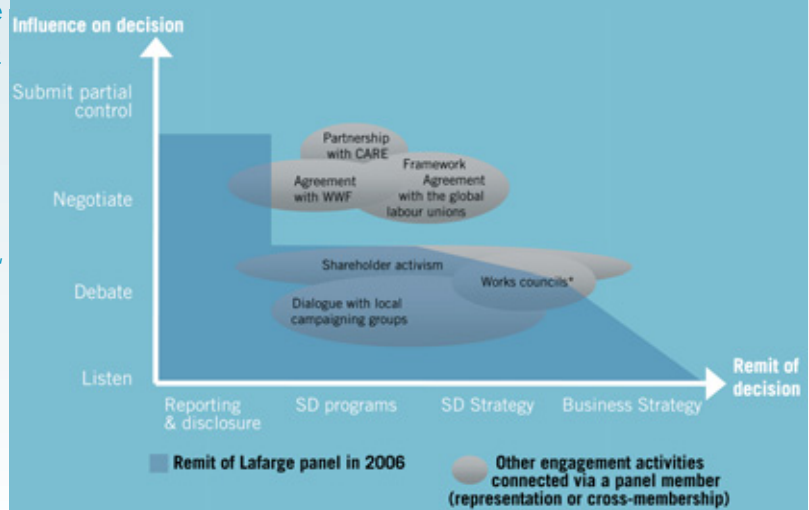 Influence on decision
Submit partial
control
Negotiate
Debate
Listen
Partnership
with CARE
Agreement
with WWF
Framework
Agreement
with the global
labour unions
Shareholder activism
Works councils*
Dialogue with local
campaigning groups
Remit of
decision
Reporting
& disclosure
SD programs
SD Strategy
Business Strategy
Remit of Lafarge panel in 2006
Other engagement activities
connected via a panel member
(representation or cross-membership)